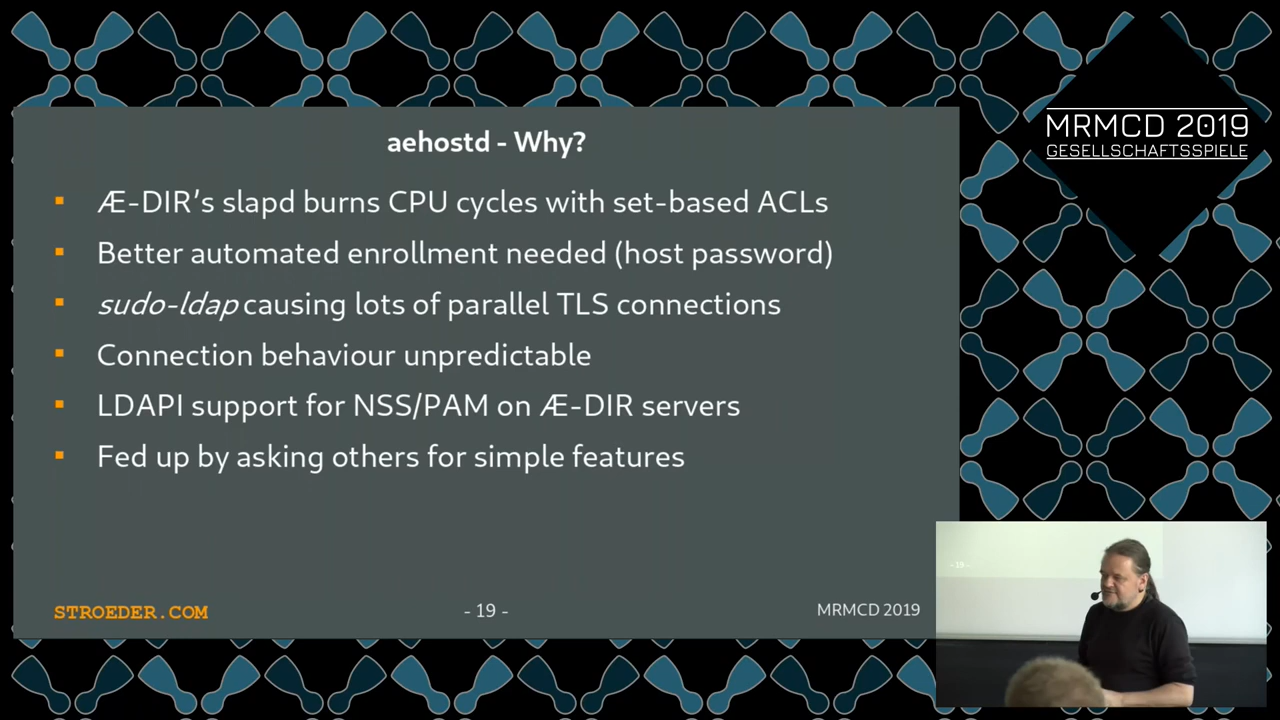 MRMCD 2019
GESELLSCHAFTSSPIELE
aehostd - Why?
Æ-DIR’s slapd burns CPU cycles with set-based ACLs
Better automated enrollment needed (host password)
sudo-ldap causing lots of parallel TLS connections
Connection behaviour unpredictable
LDAPI support for NSS/PAM on Æ-DIR servers
Fed up by asking others for simple features
STROEDER.COM
- 19 -
MRMCD 2019
- 19 -